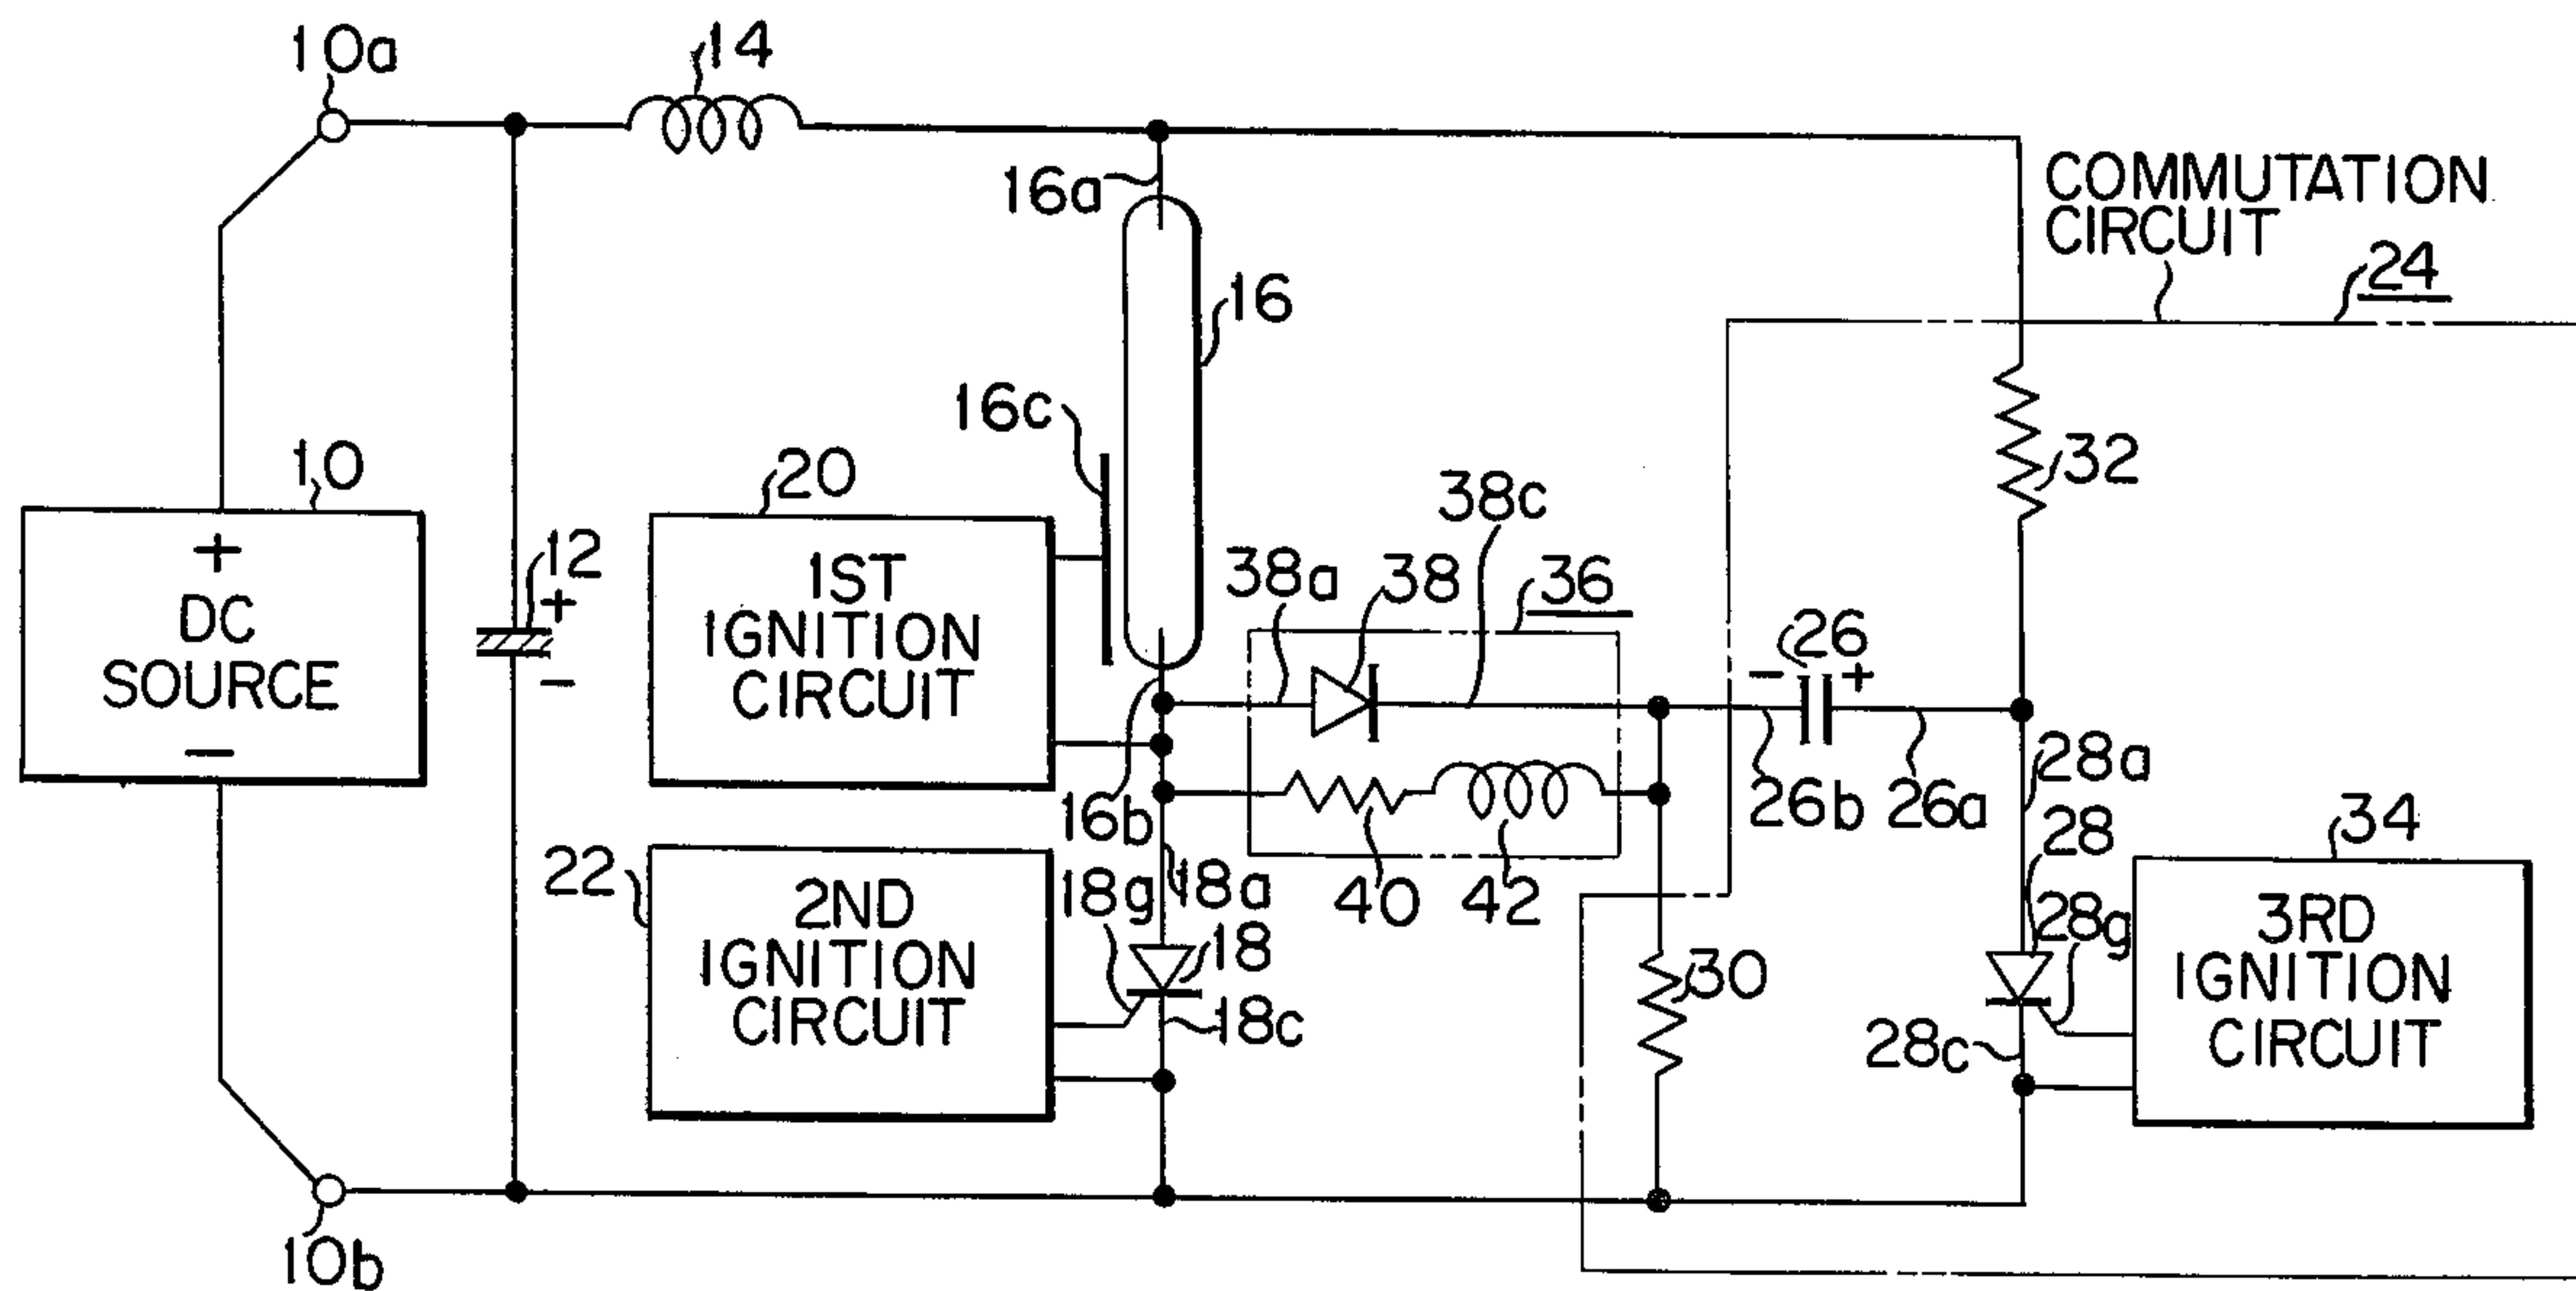 10a
14
16a
COMMUTATION
CIRCUIT
24
16
16c
10
20
32
+
DC
SOURCE
−
12
+
−
1ST
IGNITION
CIRCUIT
38c
38a
38
36
26
− +
26b
26a
28a
28
28g
34
16b
22
2ND
IGNITION
CIRCUIT
18g
18a
18
18c
40
42
30
28c
3RD
IGNITION
CIRCUIT
10b